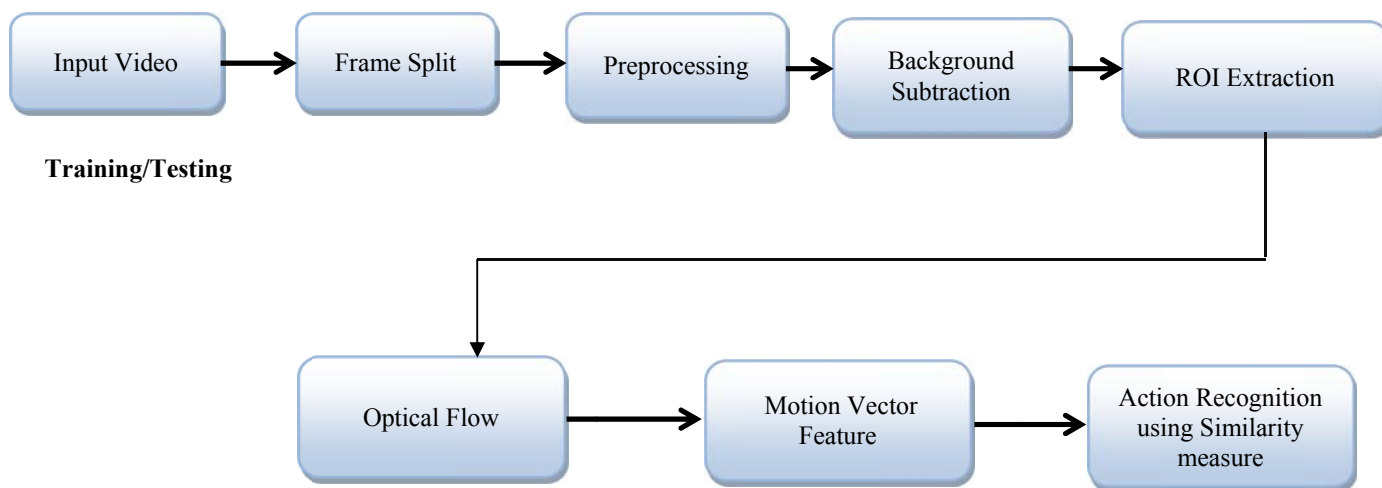 Input Video
Frame Split
Preprocessing
Background
Subtraction
ROI Extraction
Training/Testing
Optical Flow
Motion Vector
Feature
Action Recognition
using Similarity
measure